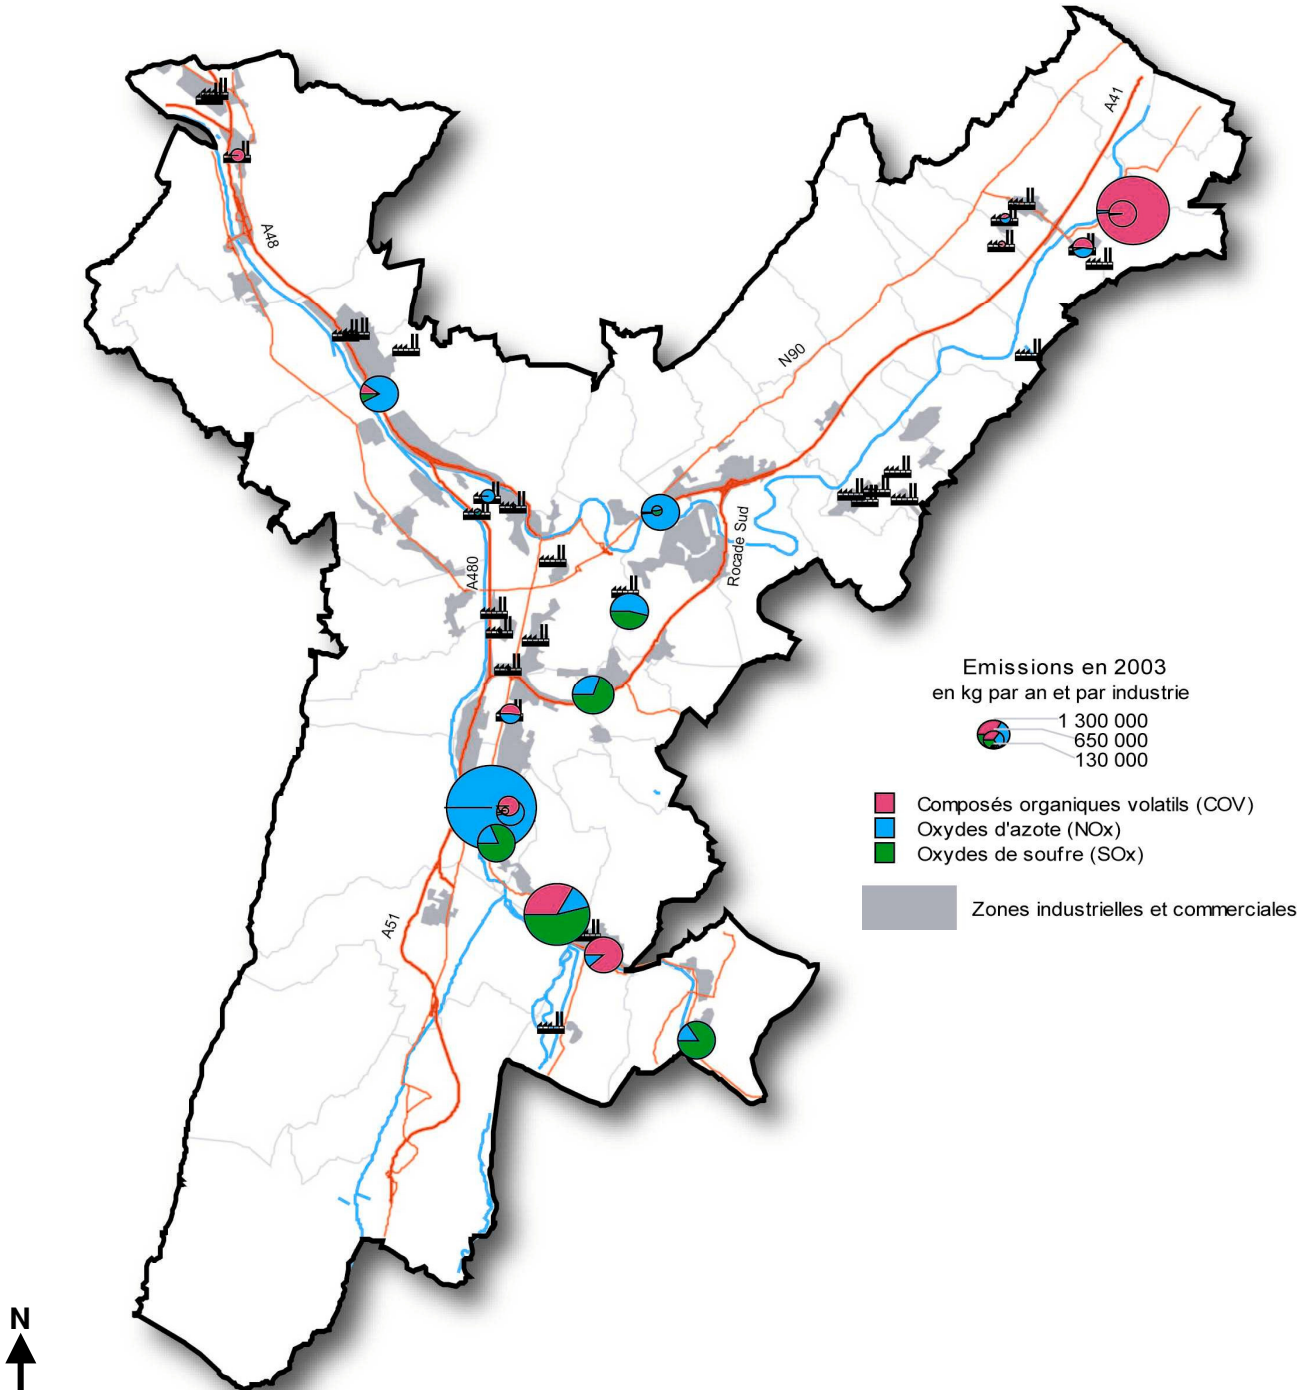 A41
A48
N90
Rocade Sud
A480
Emissions en 2003
en kg par an et par industrie
1 300 000
650 000
130 000
Composés organiques volatils (COV)
Oxydes d'azote (NOx)
Oxydes de soufre (SOx)
Zones industrielles et commerciales
A51
N